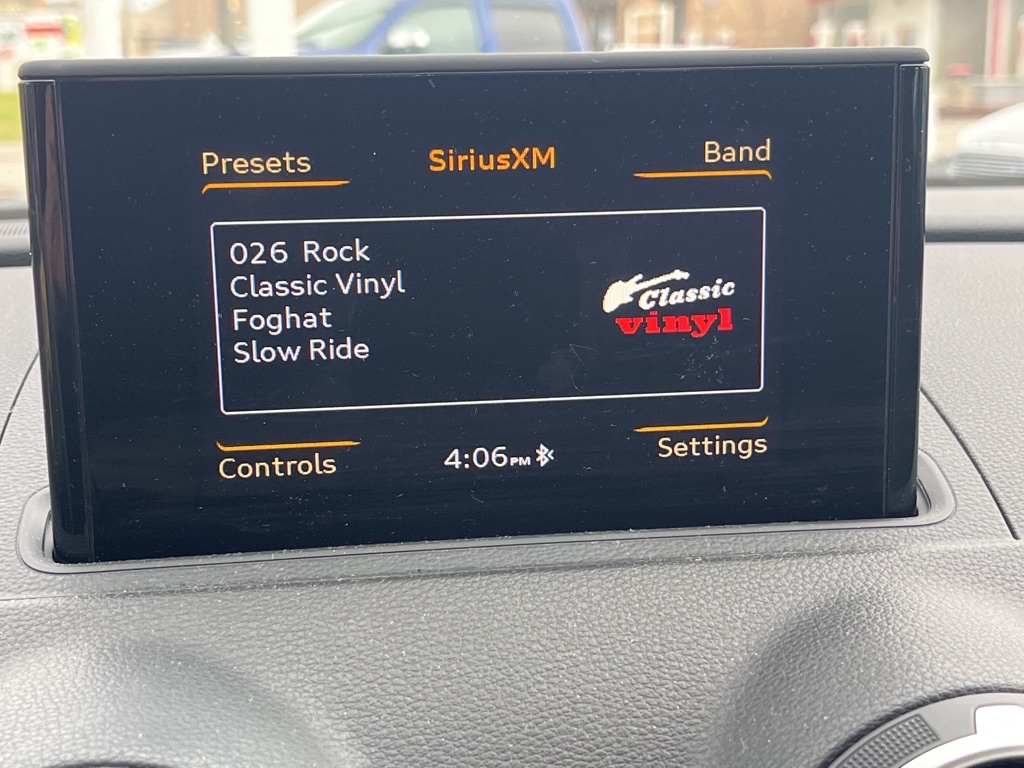 Presets
SiriusXM
Band
026 Rock
Classic Vinyl
Foghat
Slow Ride
Classic
vinyl
Controls
4:06PM
Settings